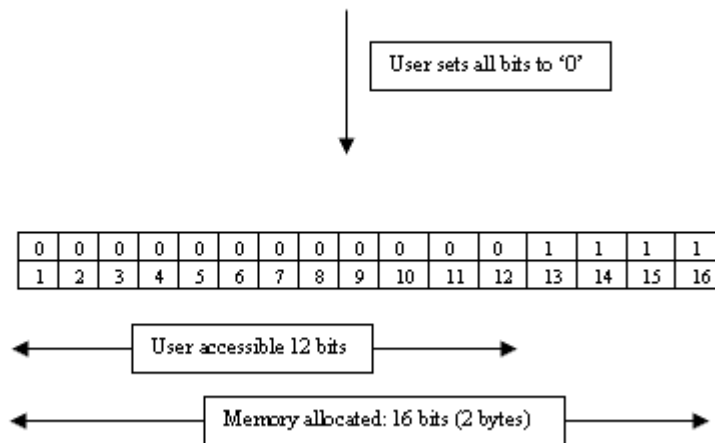 User sets all bits to ‘0’
0 0 0 0 0 0 0 0 0 0 0 0 1 1 1 1
1 2 3 4 5 6 7 8 9 10 11 12 13 14 15 16
User accessible 12 bits
Memory allocated: 16 bits (2 bytes)